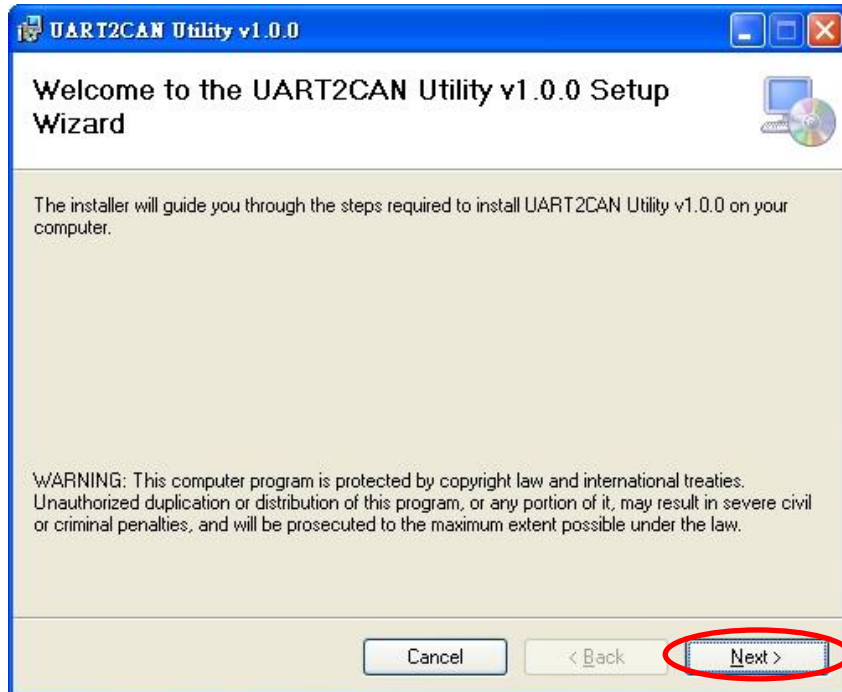 UART2CAN Utility v1.0.0
Welcome to the UART2CAN Utility v1.0.0 Setup
Wizard
The installer will guide you through the steps required to install UART2CAN Utility v1.0.0 on your
computer.
WARNING: This computer program is protected by copyright law and international treaties.
Unauthorized duplication or distribution of this program, or any portion of it, may result in severe civil
or criminal penalties, and will be prosecuted to the maximum extent possible under the law.
Cancel
< Back
Next >